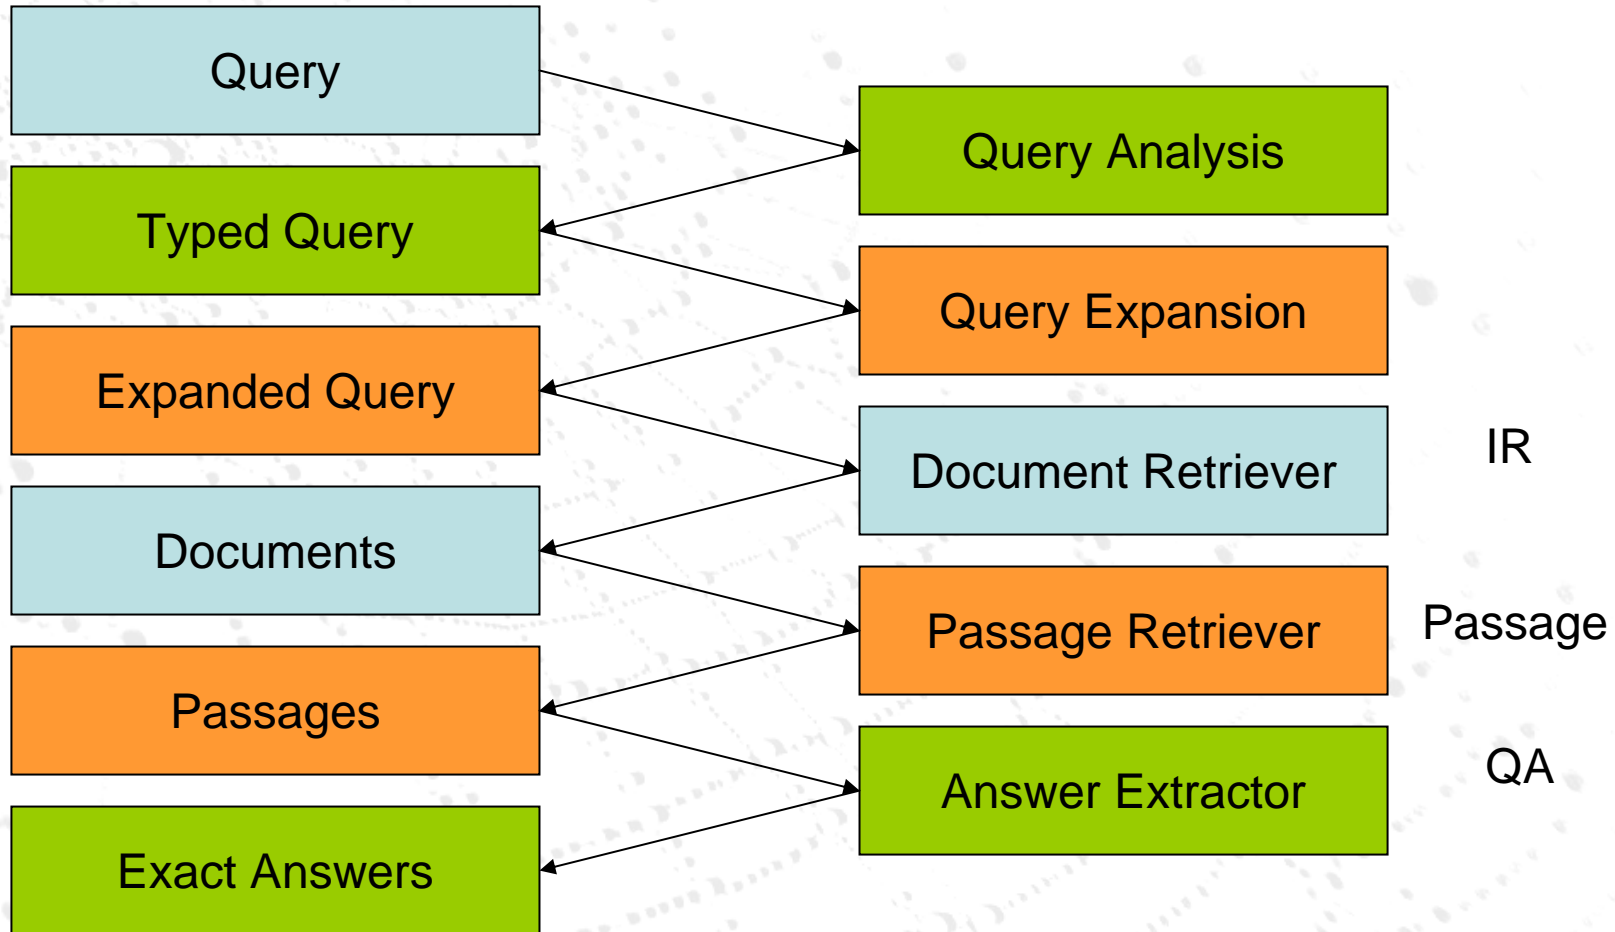 Query
Query Analysis
Typed Query
Query Expansion
Expanded Query
Document Retriever
IR
Documents
Passage Retriever
Passage
Passages
Answer Extractor
QA
Exact Answers